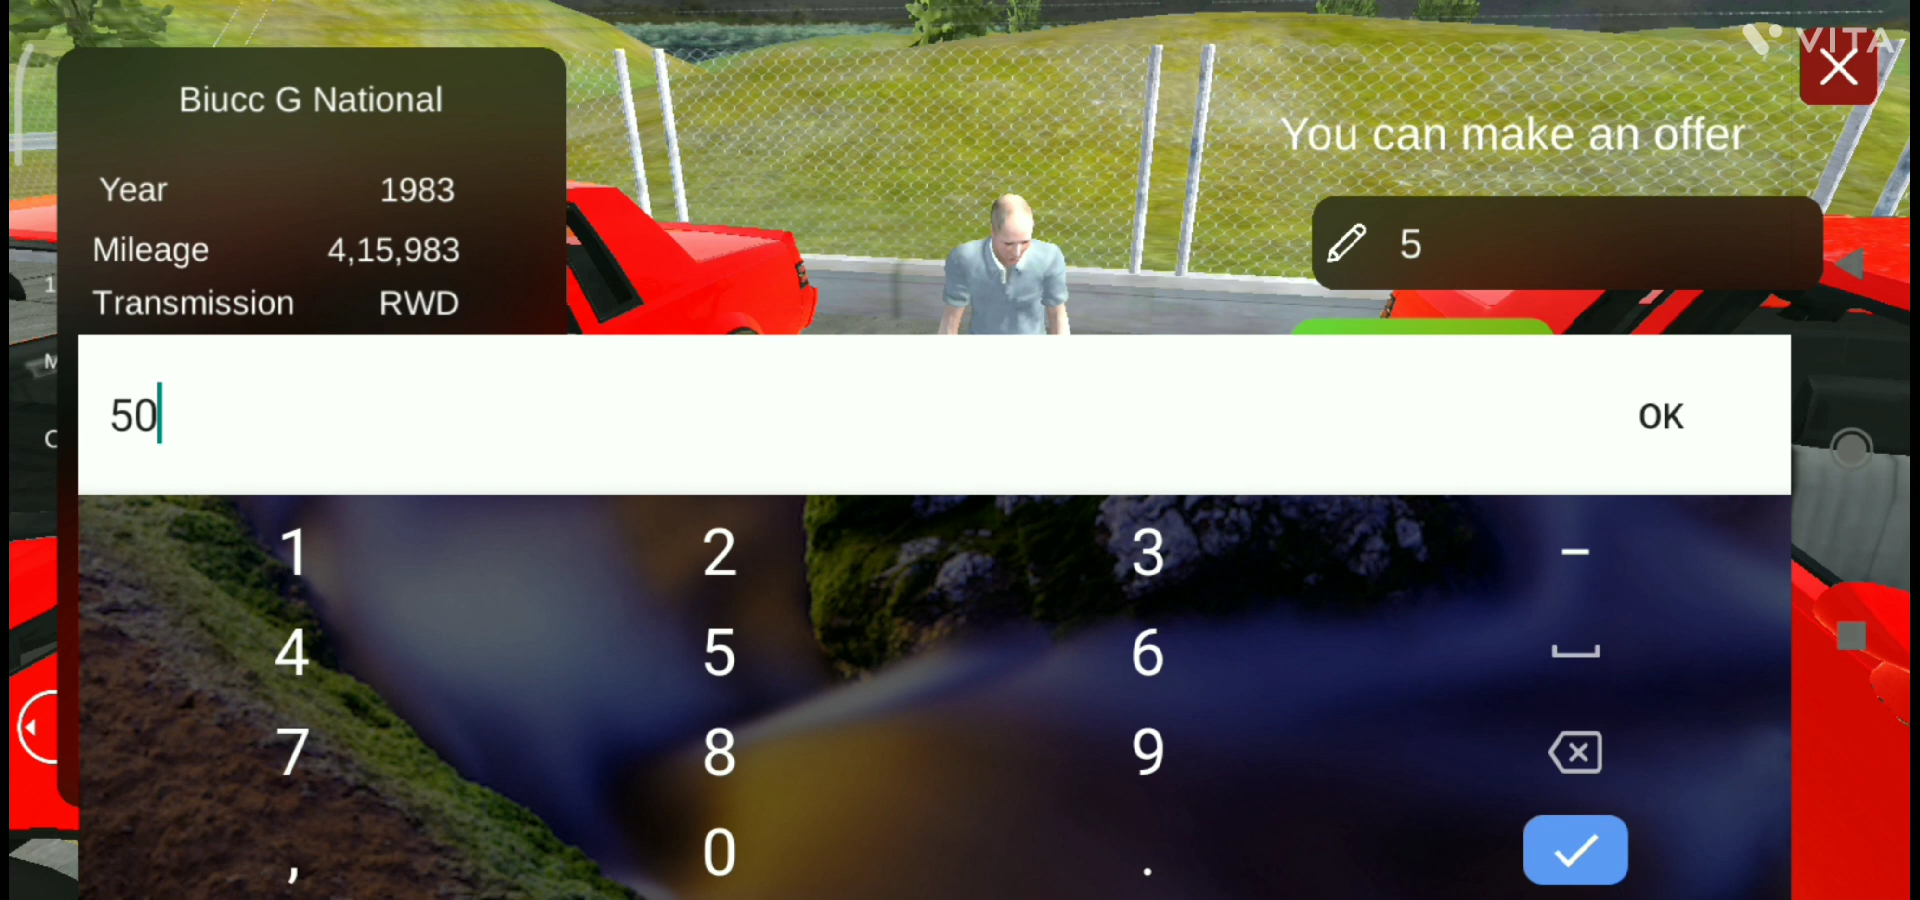 VITA
Biucc G National
You can make an offer
Year 1983
5
Mileage 4,15,983
Transmission RWD
50
OK
1 2 3 -
4 5 6
7 8 9
, 0 .